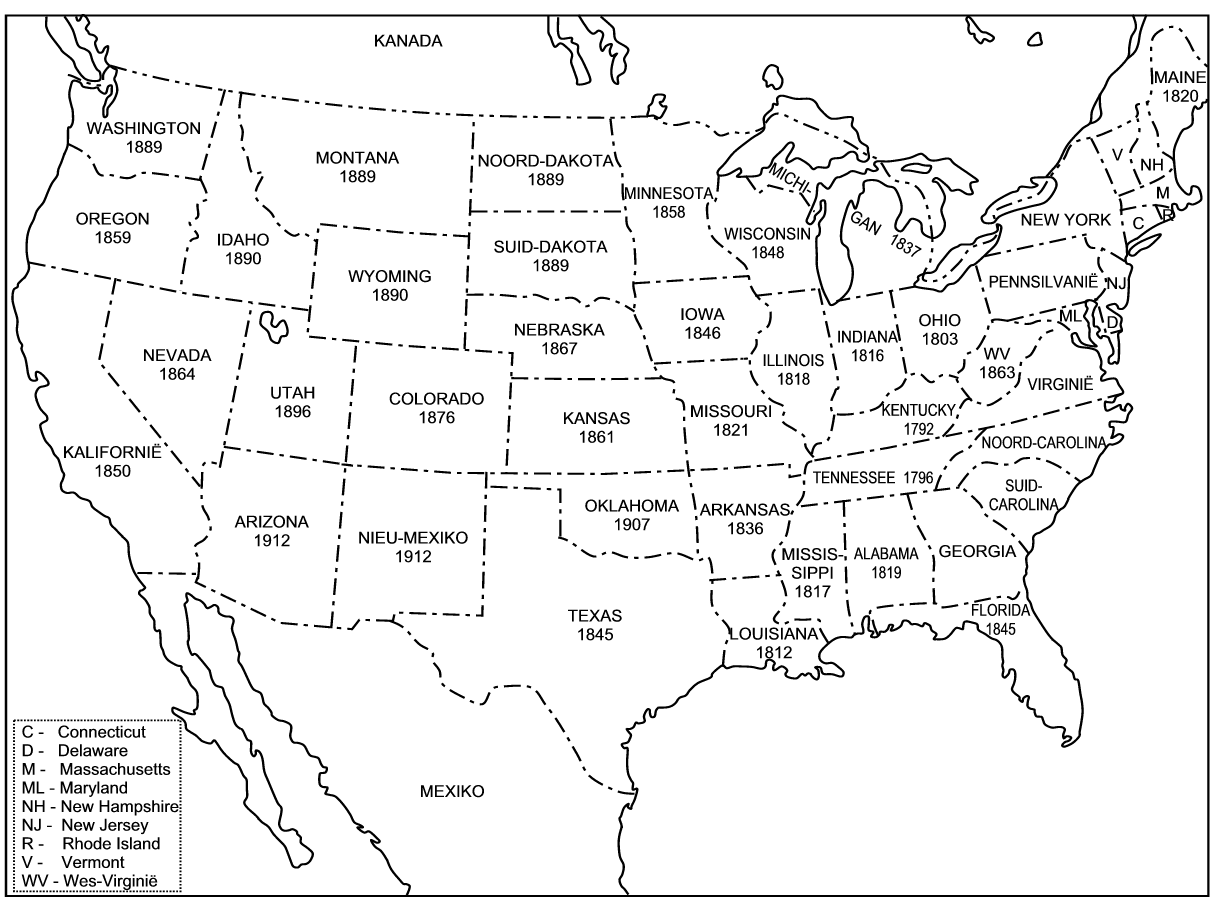 KANADA
MAINE
1820
WASHINGTON
1889
MONTANA
1889
NOORD-DAKOTA
1889
MINNESOTA
1858
MICHI-
GAN 1837
V
NH
M
R
C
NEW YORK
OREGON
1859
IDAHO
1890
WYOMING
1890
SUID-DAKOTA
1889
WISCONSIN
1848
PENNSILVANIË
NJ
NEBRASKA
1867
IOWA
1846
ILLINOIS
1818
INDIANA
1816
OHIO
1803
ML
D
WV
1863
VIRGINIË
NEVADA
1864
UTAH
1896
COLORADO
1876
KANSAS
1861
MISSOURI
1821
KENTUCKY
1792
KALIFORNIË
1850
NOORD-CAROLINA
TENNESSEE 1796
SUID-
CAROLINA
ARIZONA
1912
NIEU-MEXIKO
1912
OKLAHOMA
1907
ARKANSAS
1836
MISSIS-
SIPPI
1817
ALABAMA
1819
GEORGIA
TEXAS
1845
LOUISIANA
1812
FLORIDA
1845
MEXIKO
C - Connecticut
D - Delaware
M - Massachusetts
ML - Maryland
NH - New Hampshire
NJ - New Jersey
R - Rhode Island
V - Vermont
WV - Wes-Virginië